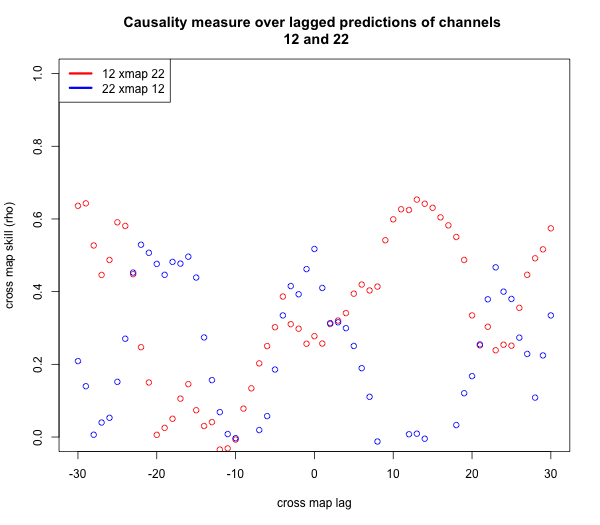 Causality measure over lagged predictions of channels
12 and 22
12 xmap 22
22 xmap 12
cross map skill (rho)
1.0
0.8
0.6
0.4
0.2
0.0
-30
-20
-10
0
10
20
30
cross map lag